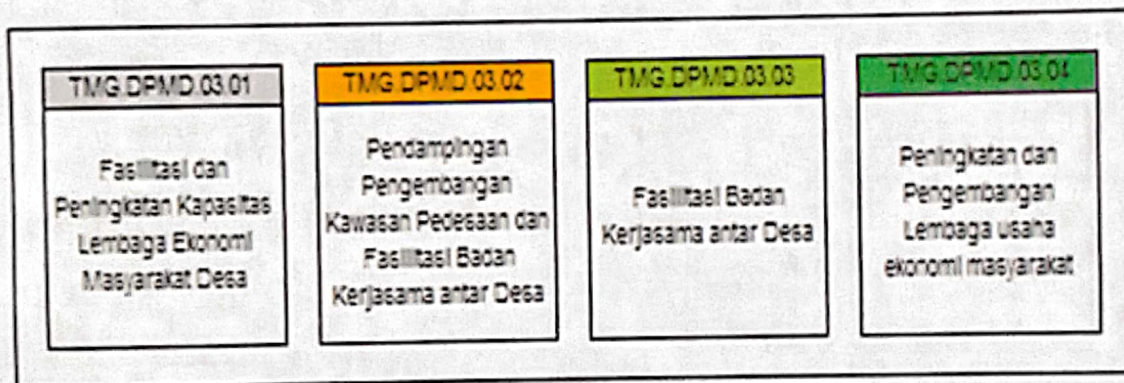 TMG.DPMD.03.01
Fasilitasi dan
Peningkatan Kapasitas
Lembaga Ekonomi
Masyarakat Desa
TMG.DPMD.03.02
Pendampingan
Pengembangan
Kawasan Pedesaan dan
Fasilitasi Badan
Kerjasama antar Desa
TMG.DPMD.03.03
Fasilitasi Badan
Kerjasama antar Desa
TMG.DPMD.03.04
Peningkatan dan
Pengembangan
Lembaga usaha
ekonomi masyarakat